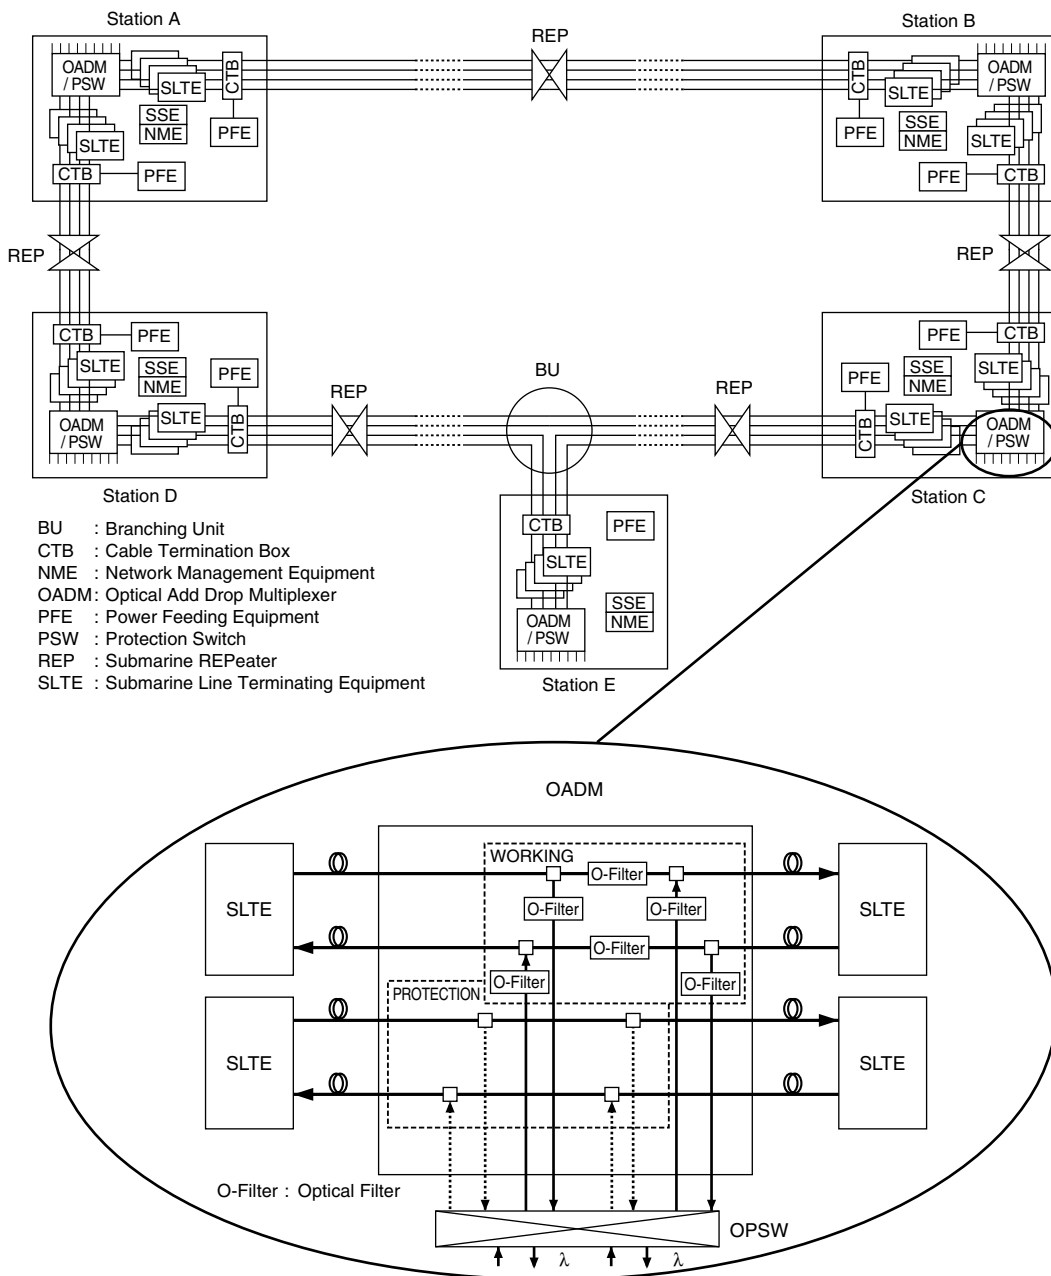 Station A
Station B
REP
OADM
/ PSW
SLTE
CTB
SSE
NME
PFE
SLTE
CTB
PFE
CTB
SLTE
OADM
/ PSW
PFE
SSE
NME
SLTE
PFE
CTB
REP
REP
CTB
PFE
SLTE
SSE
NME
PFE
OADM
/ PSW
SLTE
CTB
REP
BU
REP
PFE
CTB
PFE
SSE
NME
SLTE
CTB
SLTE
OADM
/ PSW
Station D
Station C
CTB
PFE
SLTE
SSE
NME
OADM
/ PSW
Station E
BU : Branching Unit
CTB : Cable Termination Box
NME : Network Management Equipment
OADM : Optical Add Drop Multiplexer
PFE : Power Feeding Equipment
PSW : Protection Switch
REP : Submarine REPeater
SLTE : Submarine Line Terminating Equipment
OADM
WORKING
O-Filter
O-Filter
O-Filter
SLTE
SLTE
O-Filter
O-Filter
O-Filter
PROTECTION
SLTE
SLTE
O-Filter : Optical Filter
OPSW
λ
λ